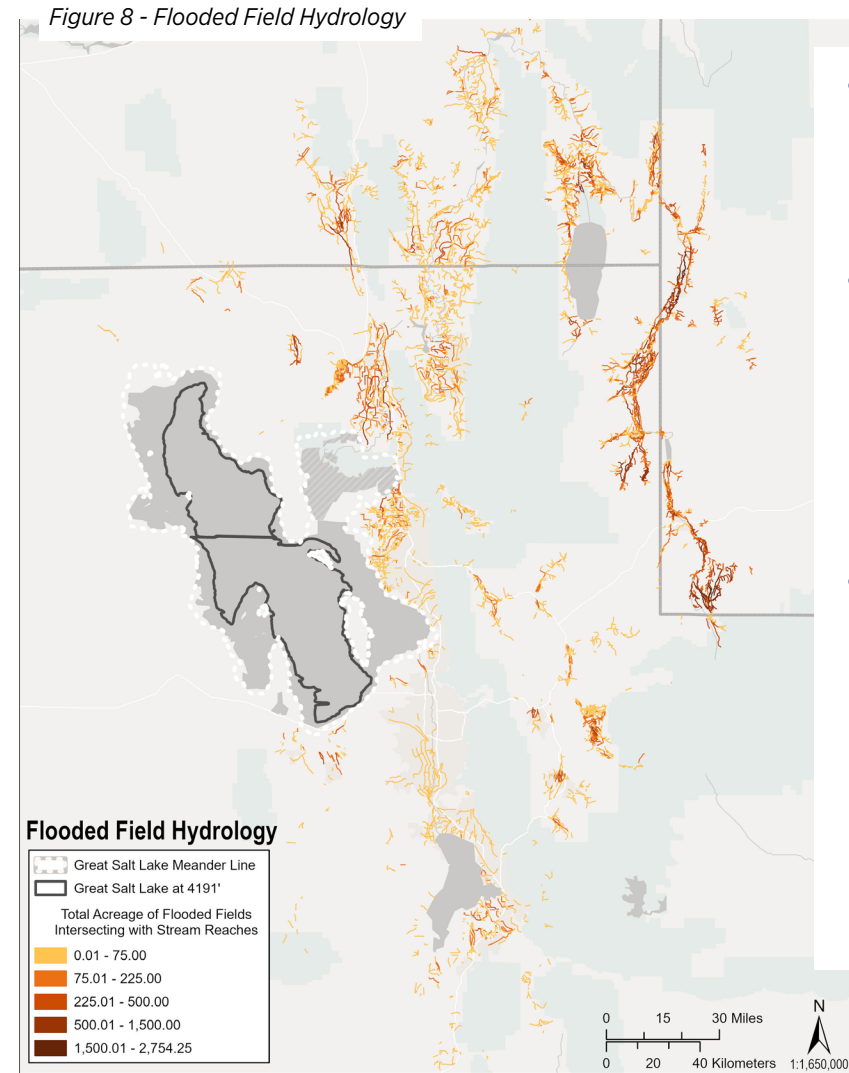 Figure 8 - Flooded Field Hydrology
Flooded Field Hydrology
Great Salt Lake Meander Line
Great Salt Lake at 4191'
Total Acreage of Flooded Fields
Intersecting with Stream Reaches
0.01 - 75.00
75.01 - 225.00
225.01 - 500.00
500.01 - 1,500.00
1,500.01 - 2,754.25
0 15 30 Miles
0 20 40 Kilometers
N
1:1,650,000